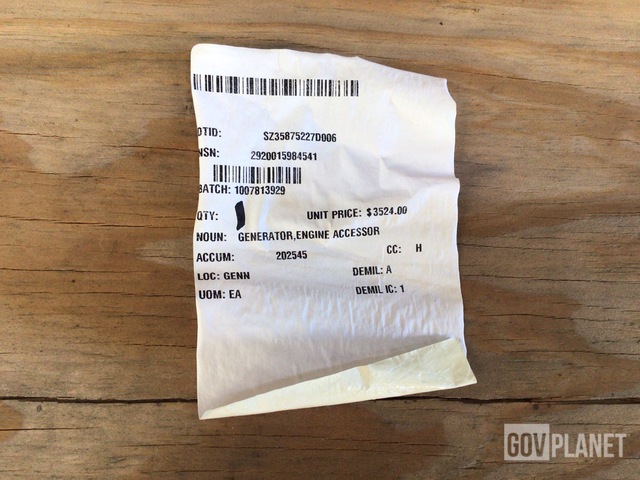 DTID: SZ35875227D006
NSN: 2920015984541
BATCH: 1007813929
QTY: UNIT PRICE: $3524.00
NOUN: GENERATOR,ENGINE ACCESSOR
ACCUM: 202545 CC: H
LOC: GENN DEMIL: A
UOM: EA DEMIL IC: 1
GOVPLANET